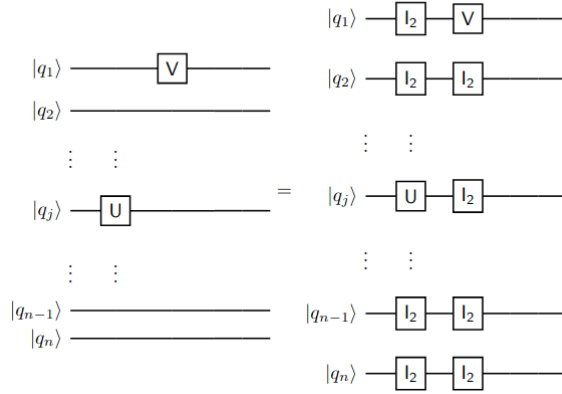 |q₁⟩ V
|q₂⟩
⋮ ⋮
|qⱼ⟩ U
⋮ ⋮
|qₙ₋₁⟩
|qₙ⟩
=
|q₁⟩ I₂ V
|q₂⟩ I₂ I₂
⋮ ⋮
|qⱼ⟩ U I₂
⋮ ⋮
|qₙ₋₁⟩ I₂ I₂
|qₙ⟩ I₂ I₂